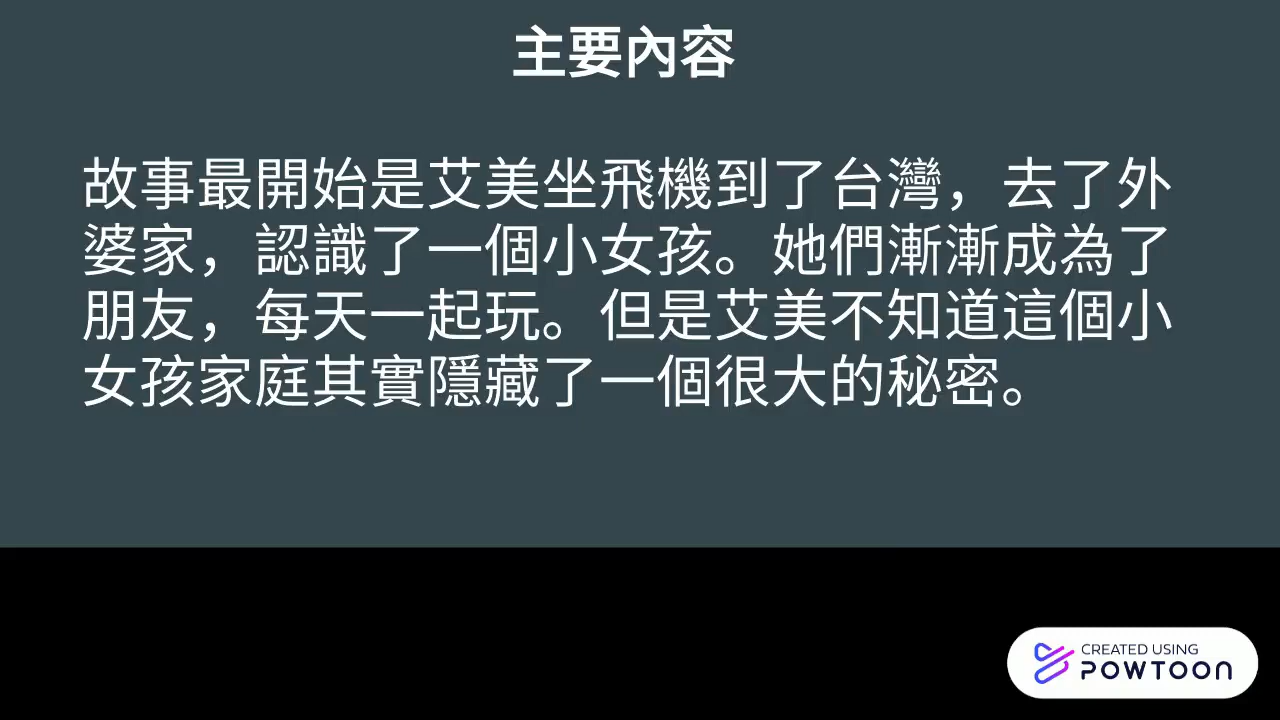 主要內容
故事最開始是艾美坐飛機到了台灣，去了外
婆家，認識了一個小女孩。她們漸漸成為了
朋友，每天一起玩。但是艾美不知道這個小
女孩家庭其實隱藏了一個很大的秘密。
CREATED USING
POWTOON